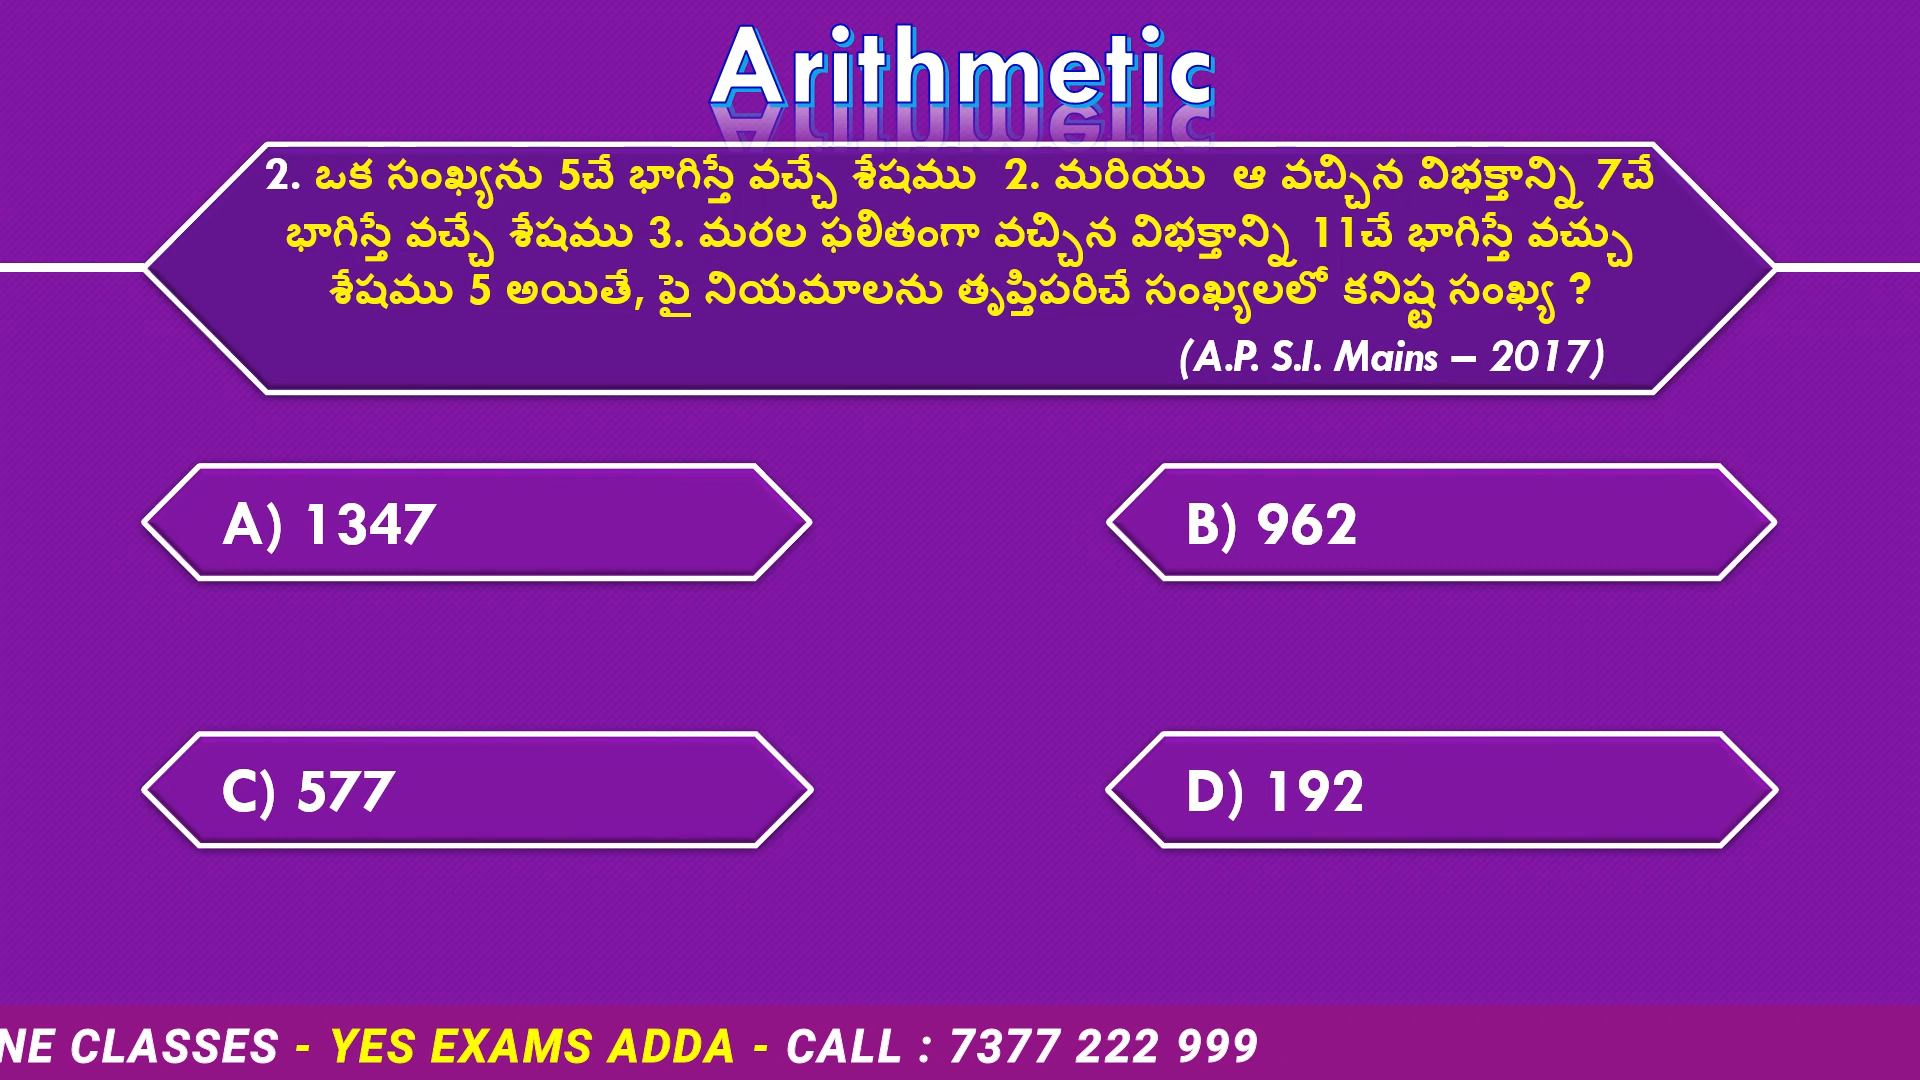 Arithmetic
2. ఒక సంఖ్యను 5చే భాగిస్తే వచ్చే శేషము 2. మరియు ఆ వచ్చిన విభక్తాన్ని 7చే
భాగిస్తే వచ్చే శేషము 3. మరల ఫలితంగా వచ్చిన విభక్తాన్ని 11చే భాగిస్తే వచ్చు
శేషము 5 అయితే, పై నియమాలను తృప్తిపరిచే సంఖ్యలలో కనిష్ట సంఖ్య ?
(A.P. S.I. Mains – 2017)
A) 1347
B) 962
C) 577
D) 192
NE CLASSES - YES EXAMS ADDA - CALL : 7377 222 999